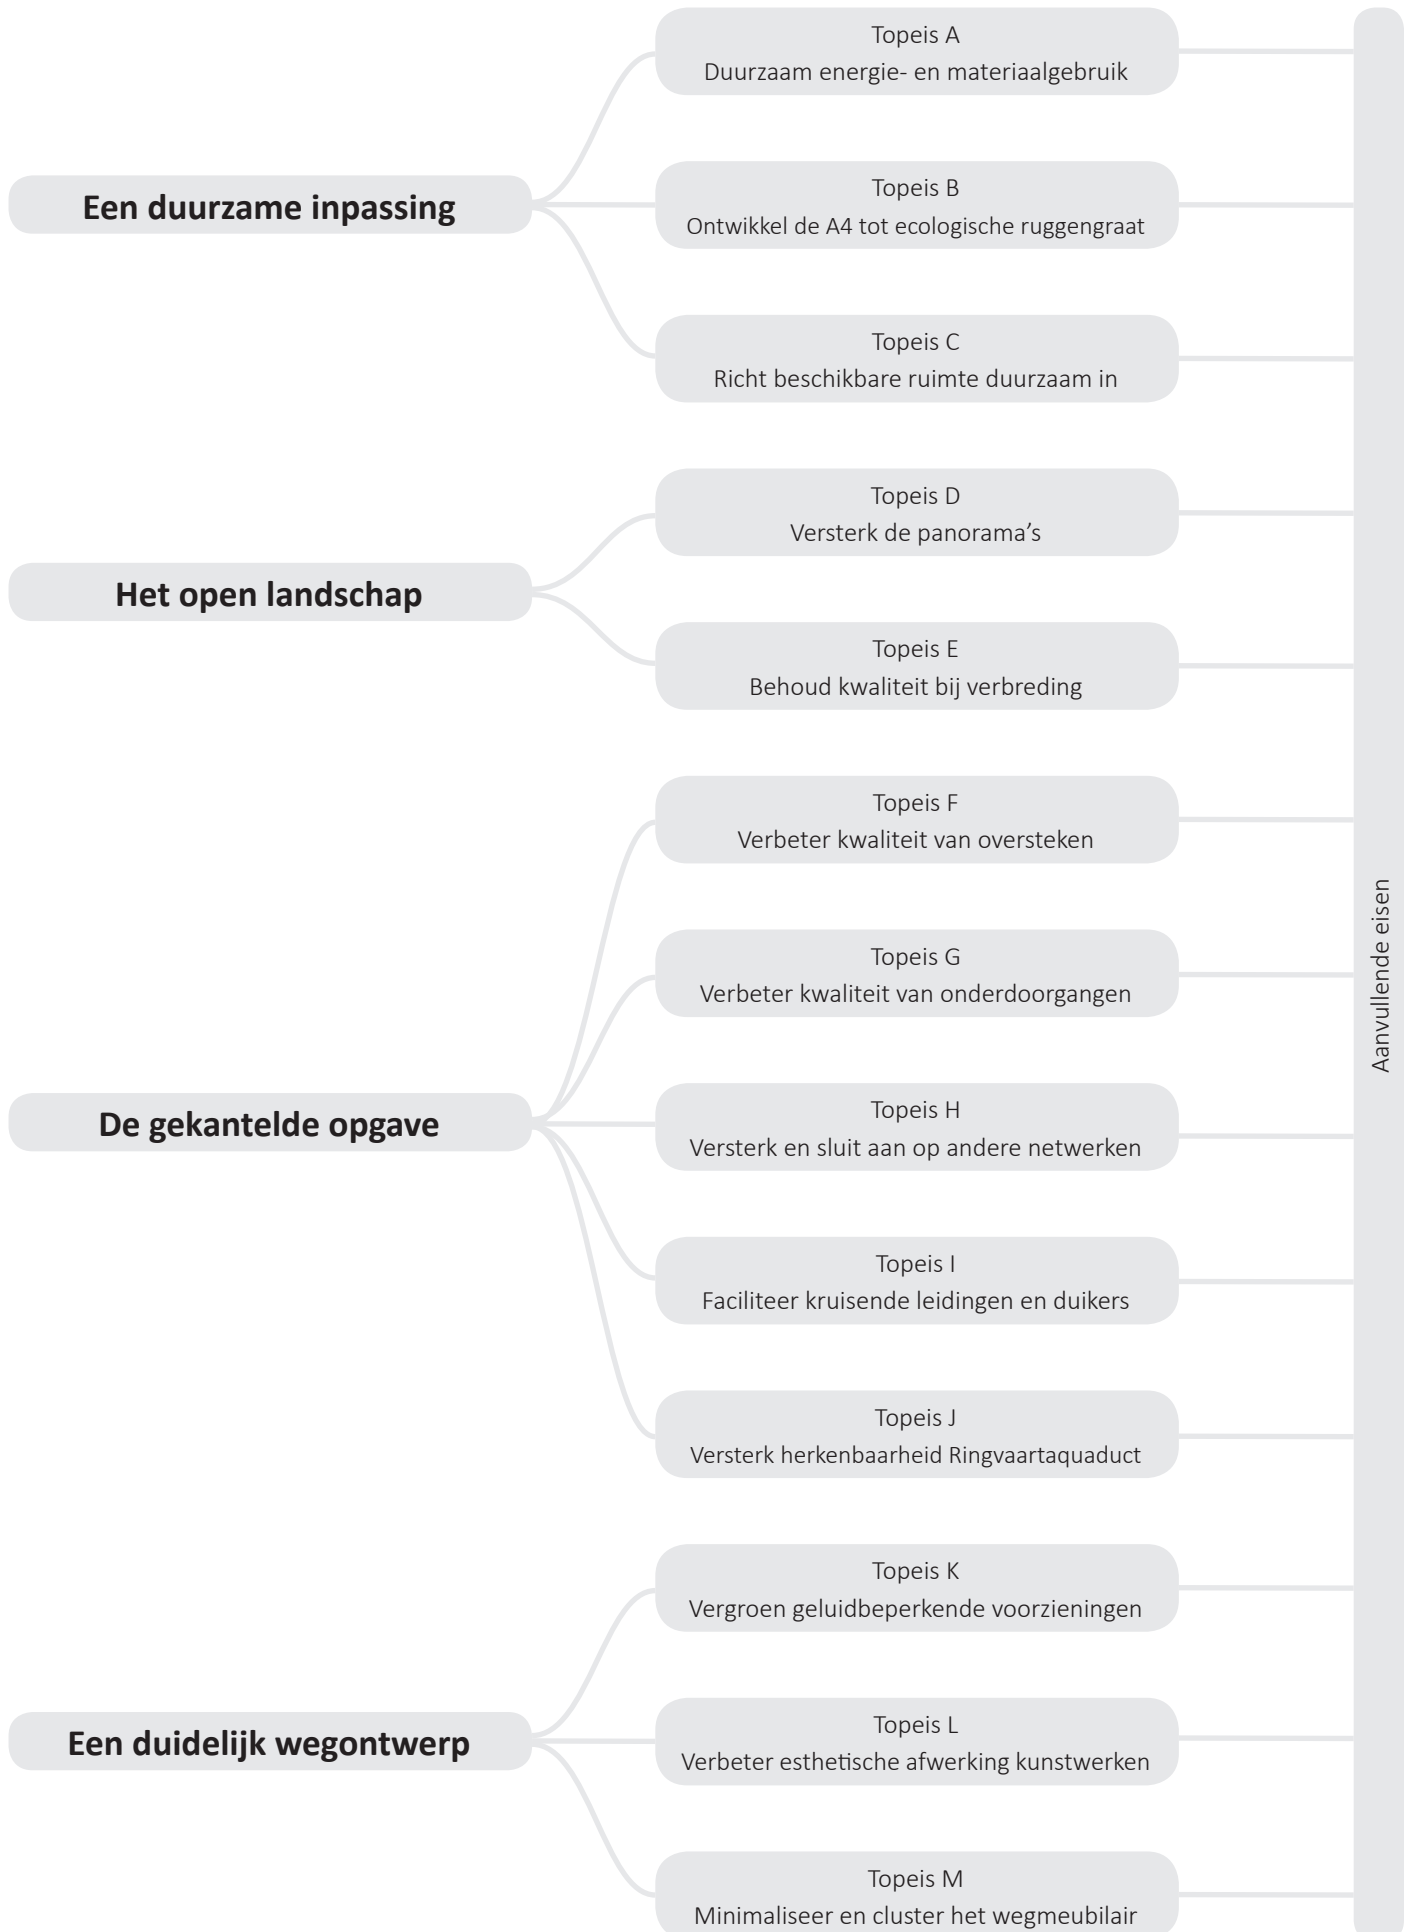 Een duurzame inpassing
Topeis A
Duurzaam energie- en materiaalgebruik
Topeis B
Ontwikkel de A4 tot ecologische ruggengraat
Topeis C
Richt beschikbare ruimte duurzaam in
Het open landschap
Topeis D
Versterk de panorama’s
Topeis E
Behoud kwaliteit bij verbreding
De gekantelde opgave
Topeis F
Verbeter kwaliteit van oversteken
Topeis G
Verbeter kwaliteit van onderdoorgangen
Topeis H
Versterk en sluit aan op andere netwerken
Topeis I
Faciliteer kruisende leidingen en duikers
Topeis J
Versterk herkenbaarheid Ringvaartaquaduct
Een duidelijk wegontwerp
Topeis K
Vergroen geluidbeperkende voorzieningen
Topeis L
Verbeter esthetische afwerking kunstwerken
Topeis M
Minimaliseer en cluster het wegmeubilair
Aanvullende eisen